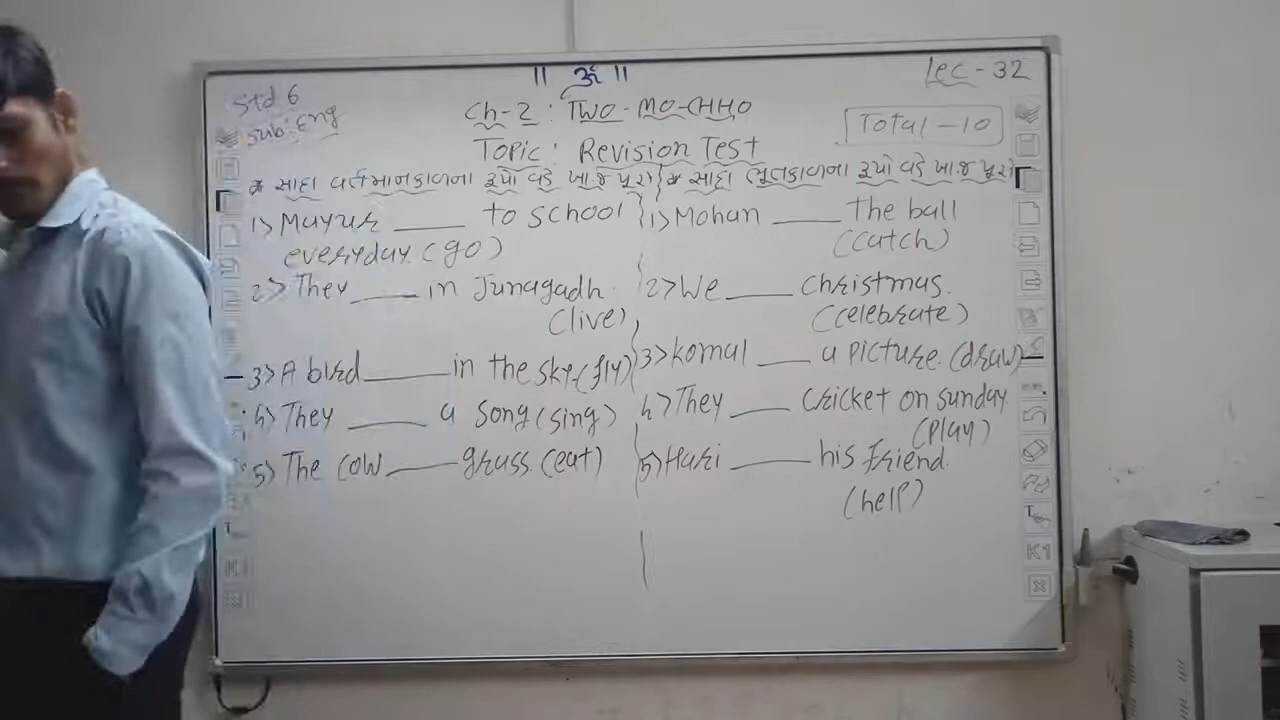 || ૐ ||
Lec - 32
Std 6
Sub: Eng
Ch-2 : TWO-MO-CHHO
Total - 10
Topic: Revision Test
* સાદા વર્તમાનકાળના રૂપો વડે ખા.જ પૂરો
1> Mayur ____ to school
everyday. (go)
2> They ____ in Junagadh.
(live)
3> A bird ____ in the sky. (fly)
4> They ____ a song (sing)
5> The cow ____ grass. (eat)
* સાદા ભૂતકાળના રૂપો વડે ખા.જ પૂરો
1> Mohan ____ the ball
(catch)
2> We ____ christmas.
(celebrate)
3> komal ____ a picture. (draw)
4> They ____ cricket on sunday.
(play)
5> Hari ____ his friend.
(help)
T
K1
T
K1